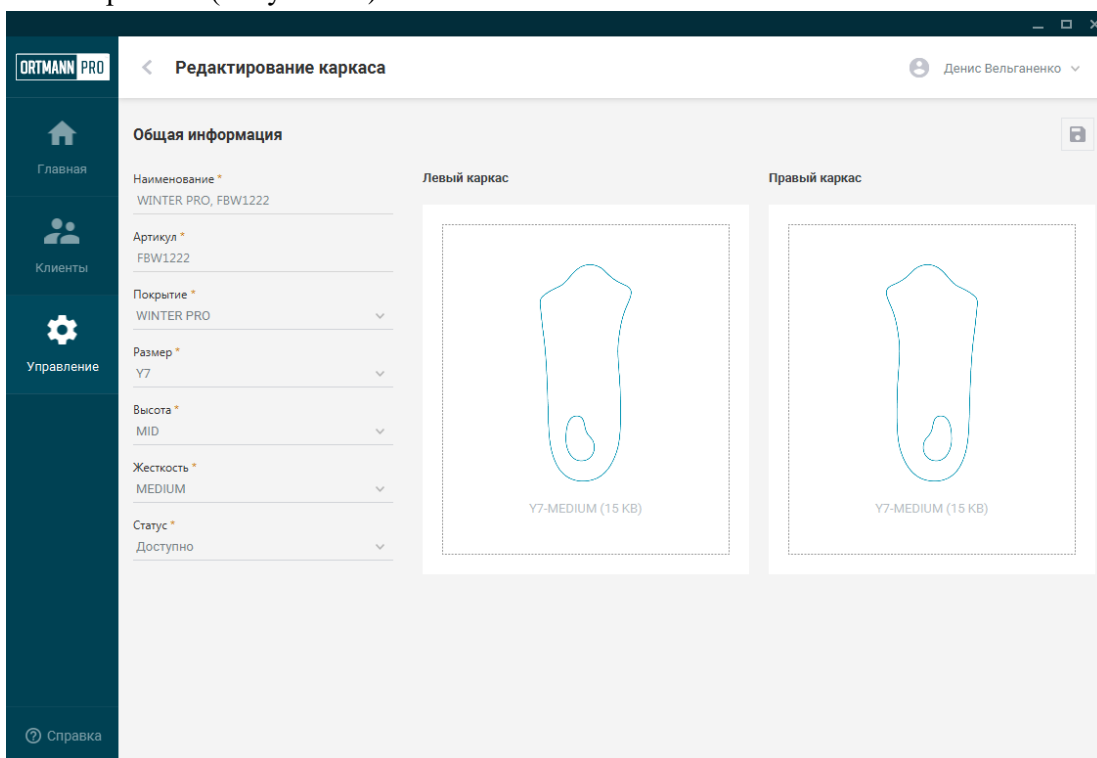 ORTMANN PRO
Редактирование каркаса
Денис Вельганенко
Главная
Клиенты
Управление
Справка
Общая информация
Наименование *
WINTER PRO, FBW1222
Артикул *
FBW1222
Покрытие *
WINTER PRO
Размер *
Y7
Высота *
MID
Жесткость *
MEDIUM
Статус *
Доступно
Левый каркас
Y7-MEDIUM (15 KB)
Правый каркас
Y7-MEDIUM (15 KB)